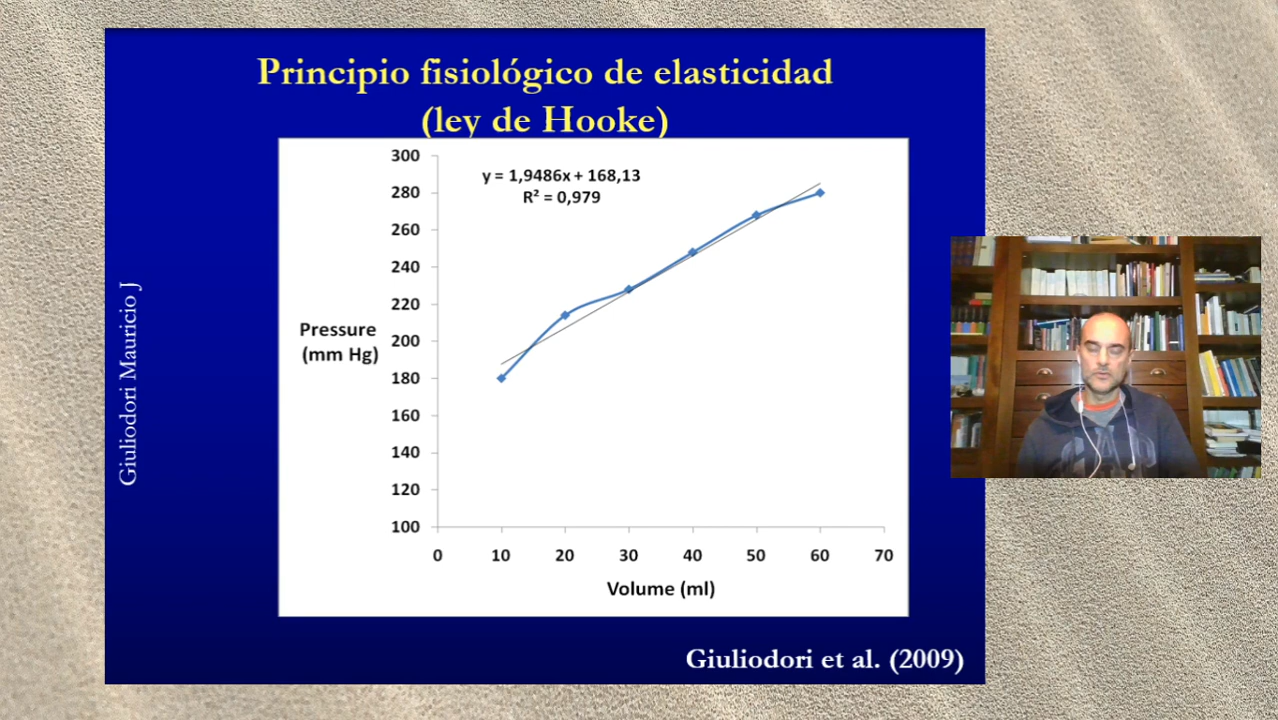 Principio fisiológico de elasticidad
(ley de Hooke)
300
280
260
240
220
200
180
160
140
120
100
y = 1,9486x + 168,13
R² = 0,979
Pressure
(mm Hg)
0 10 20 30 40 50 60 70
Volume (ml)
Giuliodori Mauricio J
Giuliodori et al. (2009)